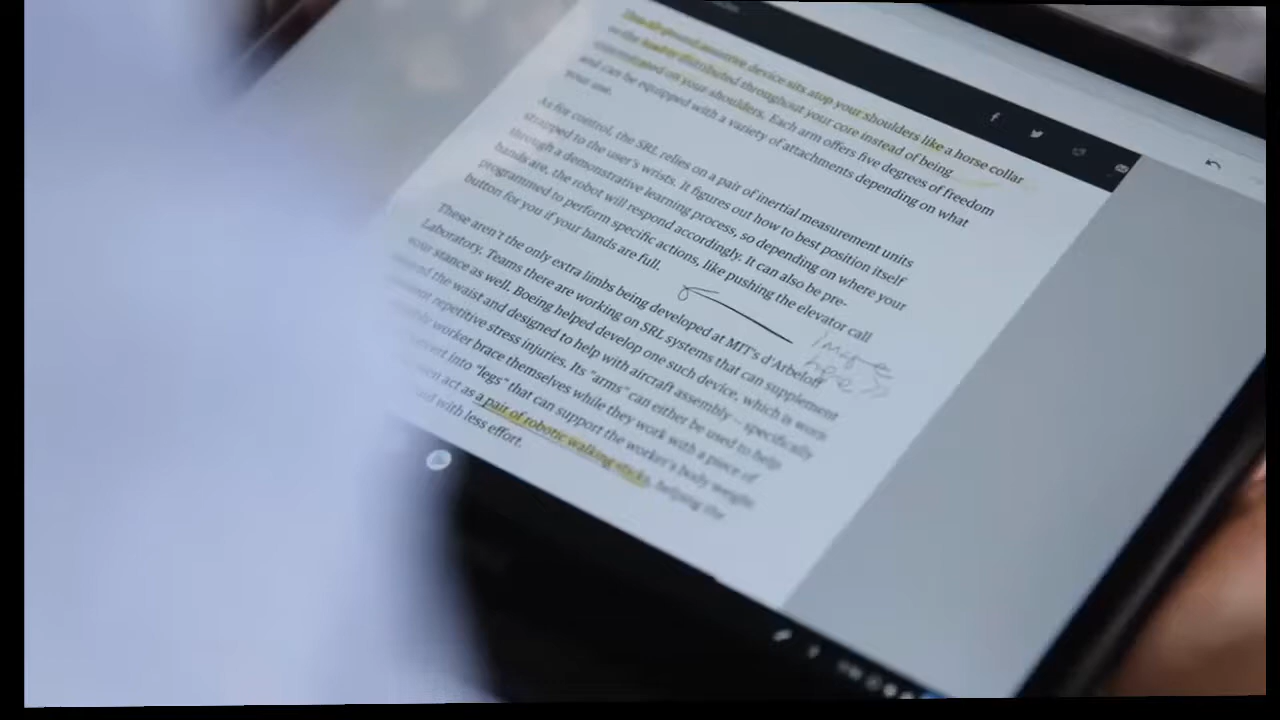 device sits atop your shoulders like a horse collar
so the load is distributed throughout your core instead of being
on your shoulders. Each arm offers five degrees of freedom
and can be equipped with a variety of attachments depending on what
your use.
As for control, the SRL relies on a pair of inertial measurement units
strapped to the user's wrists. It figures out how to best position itself
through a demonstrative learning process, so depending on where your
hands are, the robot will respond accordingly. It can also be pre-
programmed to perform specific actions, like pushing the elevator call
button for you if your hands are full.
These aren't the only extra limbs being developed at MIT's d'Arbeloff
Laboratory. Teams there are working on SRL systems that can supplement
your stance as well. Boeing helped develop one such device, which is worn
the waist and designed to help with aircraft assembly -- specifically
repetitive stress injuries. Its "arms" can either be used to help
worker brace themselves while they work with a piece of
into "legs" that can support the worker's body weight
act as a pair of robotic walking sticks, helping the
with less effort.